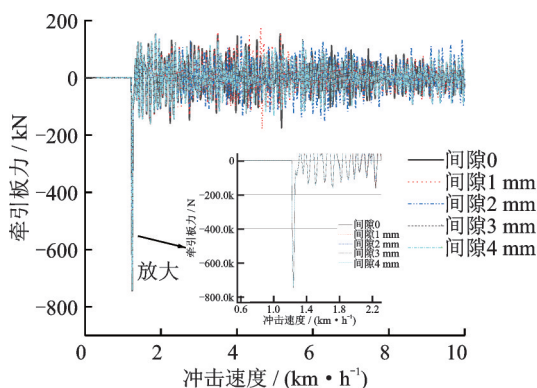 200
0
−200
−400
−600
−800
牵引板力 / kN
0
2
4
6
8
10
冲击速度 / (km·h⁻¹)
放大
间隙0
间隙1 mm
间隙2 mm
间隙3 mm
间隙4 mm
0
−200.0k
−400.0k
−600.0k
−800.0k
牵引板力 / N
间隙0
间隙1 mm
间隙2 mm
间隙3 mm
间隙4 mm
0.6
1.0
1.4
1.8
2.2
冲击速度 / (km·h⁻¹)